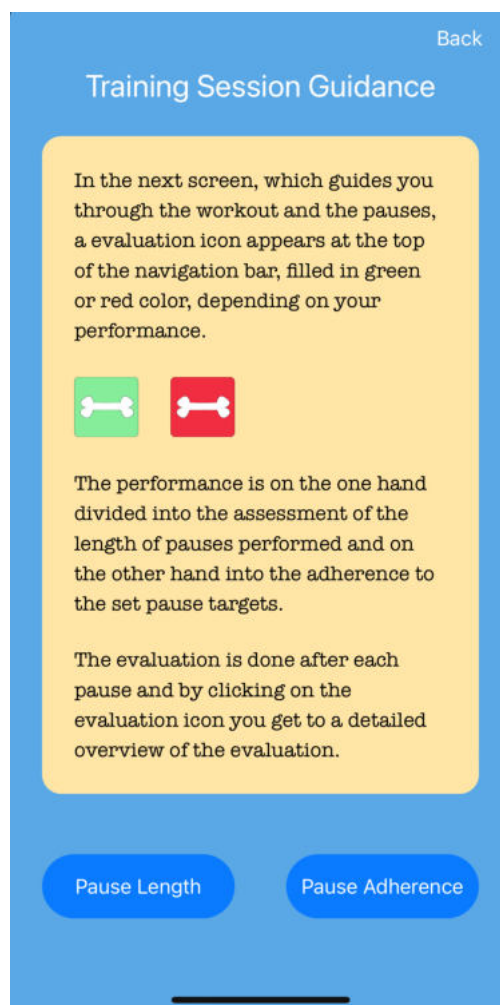 Back
Training Session Guidance
In the next screen, which guides you
through the workout and the pauses,
a evaluation icon appears at the top
of the navigation bar, filled in green
or red color, depending on your
performance.
The performance is on the one hand
divided into the assessment of the
length of pauses performed and on
the other hand into the adherence to
the set pause targets.
The evaluation is done after each
pause and by clicking on the
evaluation icon you get to a detailed
overview of the evaluation.
Pause Length
Pause Adherence